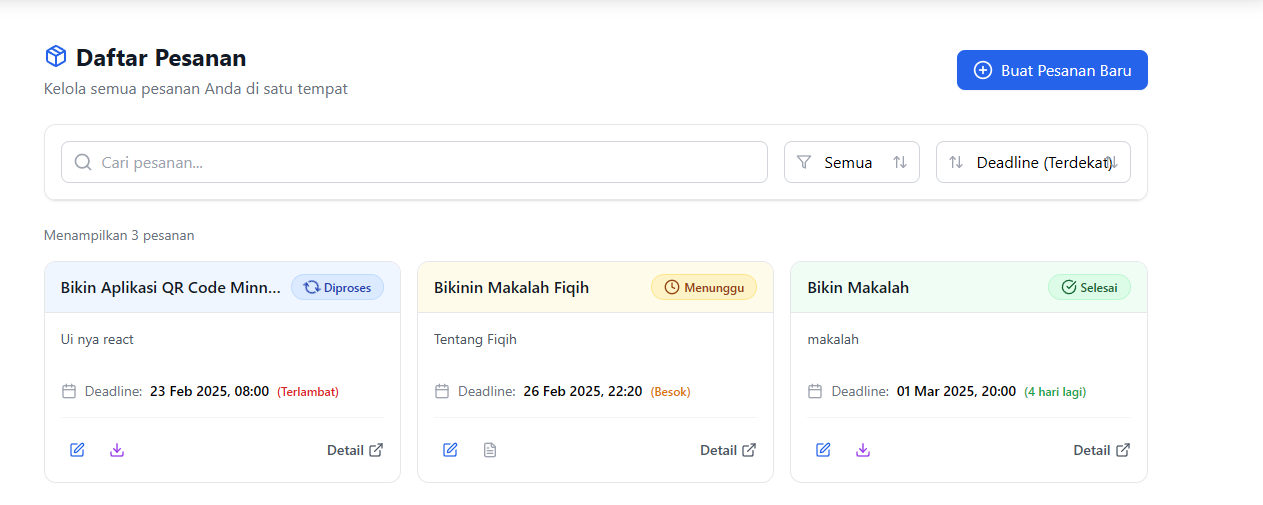 Daftar Pesanan
Kelola semua pesanan Anda di satu tempat
Buat Pesanan Baru
Cari pesanan...
Semua
Deadline (Terdekat)
Menampilkan 3 pesanan
Bikin Aplikasi QR Code Minn...
Diproses
Ui nya react
Deadline: 23 Feb 2025, 08:00 (Terlambat)
Detail
Bikinin Makalah Fiqih
Menunggu
Tentang Fiqih
Deadline: 26 Feb 2025, 22:20 (Besok)
Detail
Bikin Makalah
Selesai
makalah
Deadline: 01 Mar 2025, 20:00 (4 hari lagi)
Detail